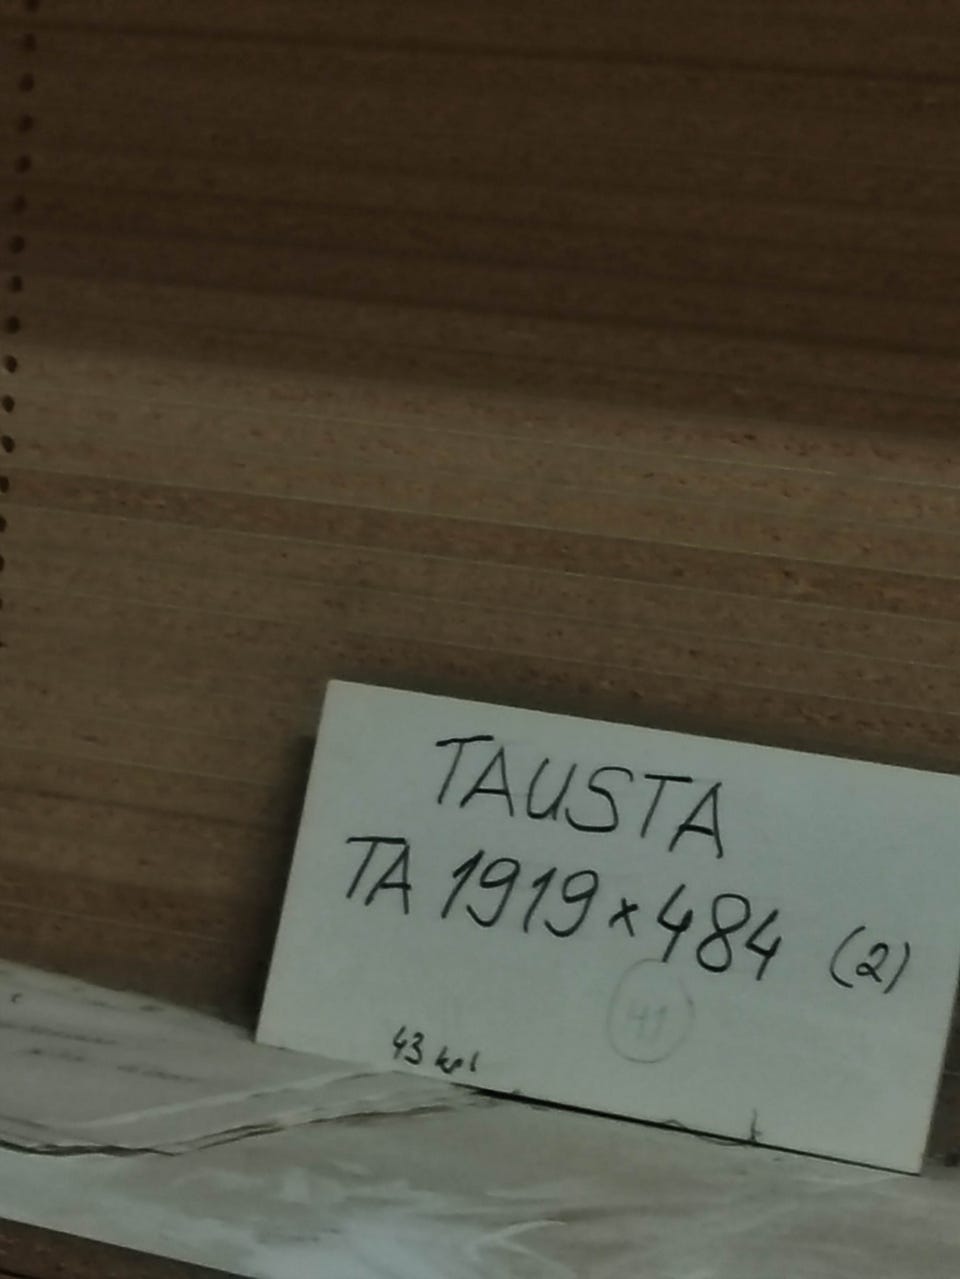 TAUSTA
TA 1919 x 484 (2)
41
43 kpl